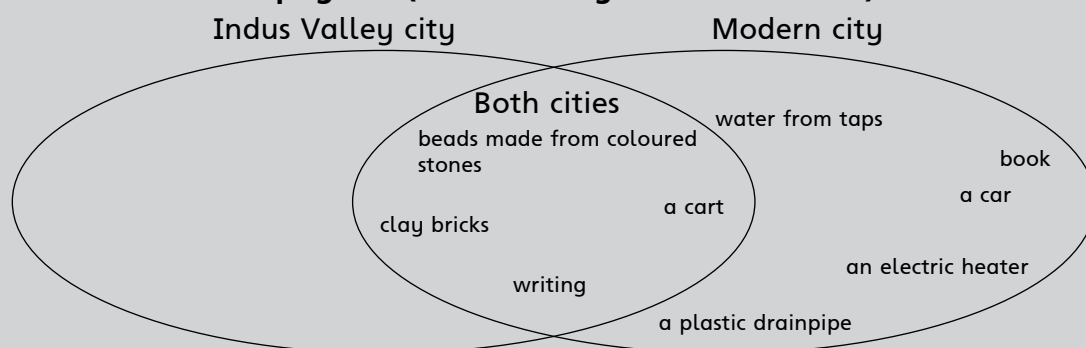 Indus Valley city
Modern city
Both cities
beads made from coloured
stones
clay bricks
a cart
writing
water from taps
book
a car
an electric heater
a plastic drainpipe